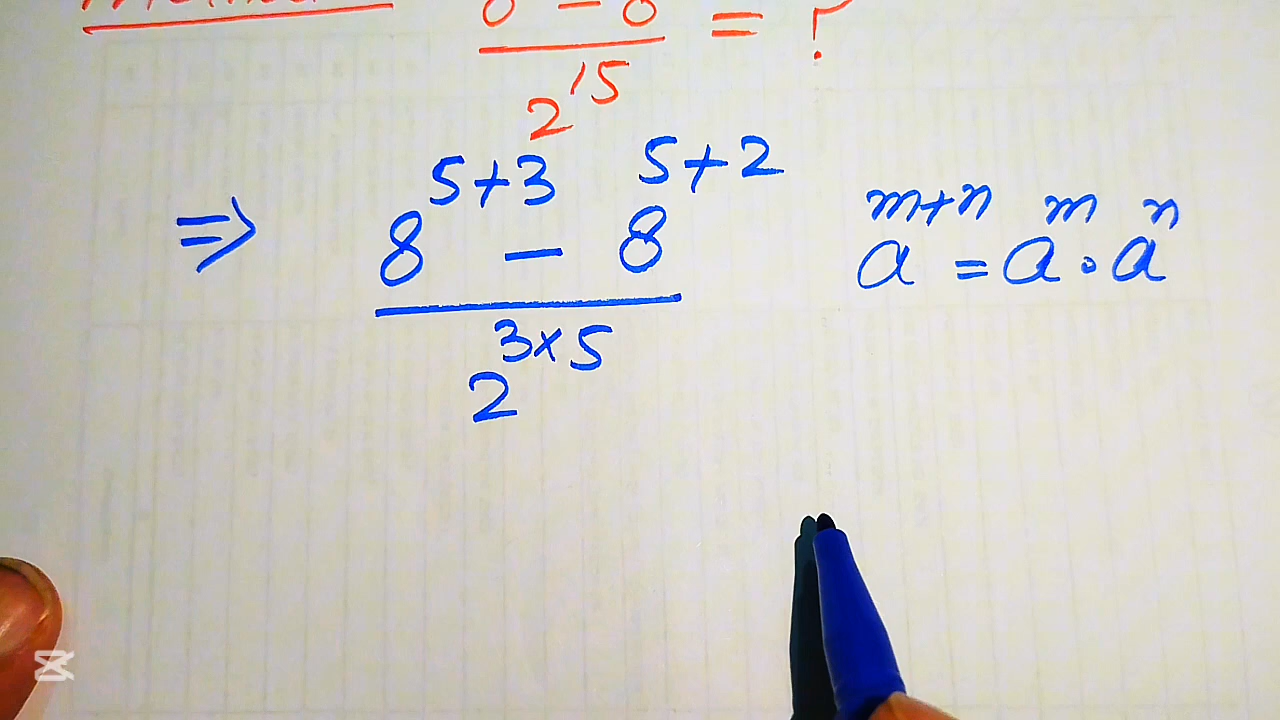 8 - 8 = ?
2^15
⇒ 8^5+3 - 8^5+2
2^3×5
a^m+n = a^m · a^n